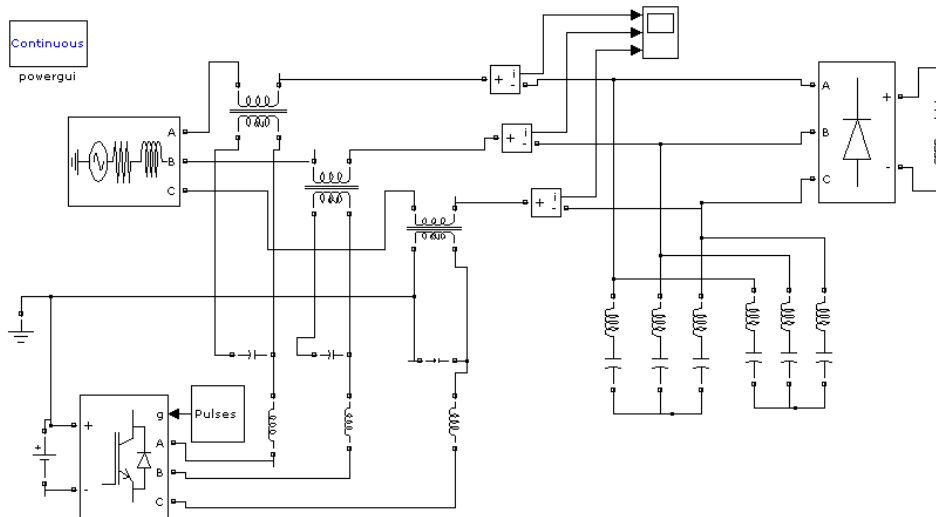 Continuous
powergui
A
B
C
+ i
-
+ i
-
+ i
-
A
B
C
+
-
g
A
B
C
+
-
Pulses
+